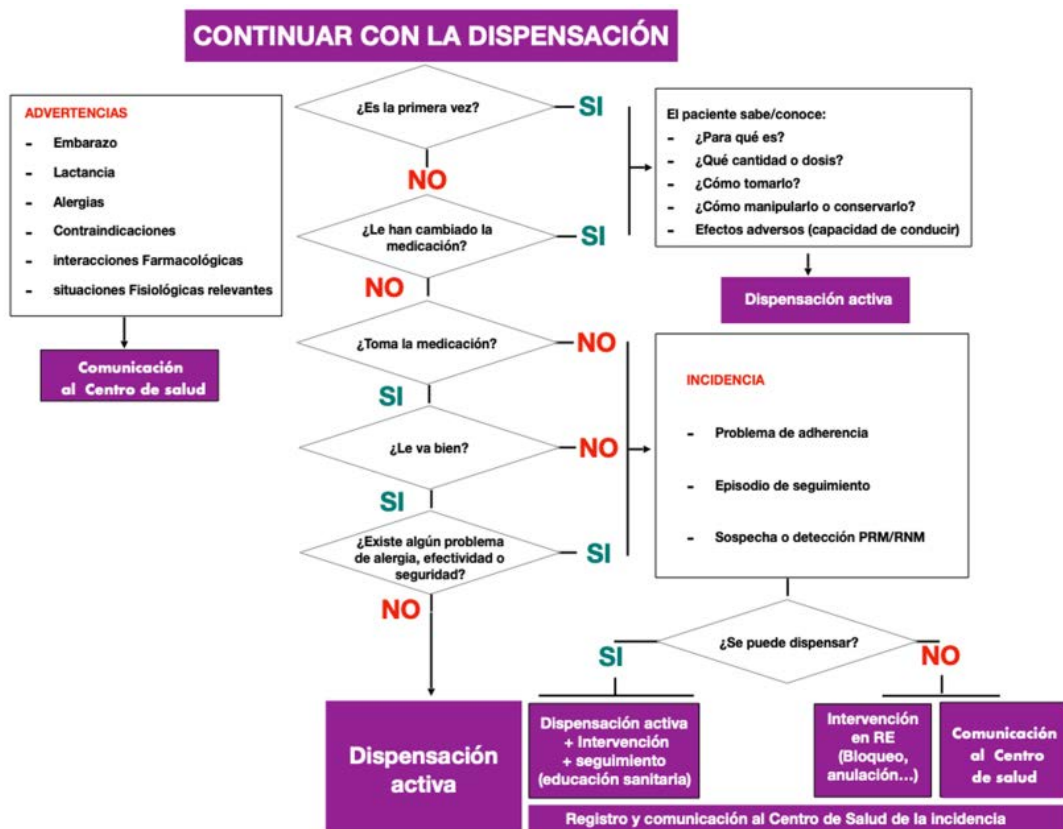 CONTINUAR CON LA DISPENSACIÓN
ADVERTENCIAS
- Embarazo
- Lactancia
- Alergias
- Contraindicaciones
- interacciones Farmacológicas
- situaciones Fisiológicas relevantes
Comunicación
al Centro de salud
¿Es la primera vez?
SI
NO
¿Le han cambiado la
medicación?
SI
NO
El paciente sabe/conoce:
- ¿Para qué es?
- ¿Qué cantidad o dosis?
- ¿Cómo tomarlo?
- ¿Cómo manipularlo o conservarlo?
- Efectos adversos (capacidad de conducir)
Dispensación activa
¿Toma la medicación?
NO
SI
¿Le va bien?
NO
SI
¿Existe algún problema
de alergia, efectividad o
seguridad?
SI
NO
INCIDENCIA
- Problema de adherencia
- Episodio de seguimiento
- Sospecha o detección PRM/RNM
¿Se puede dispensar?
SI
NO
Dispensación
activa
Dispensación activa
+ Intervención
+ seguimiento
(educación sanitaria)
Intervención
en RE
(Bloqueo,
anulación...)
Comunicación
al Centro
de salud
Registro y comunicación al Centro de Salud de la incidencia